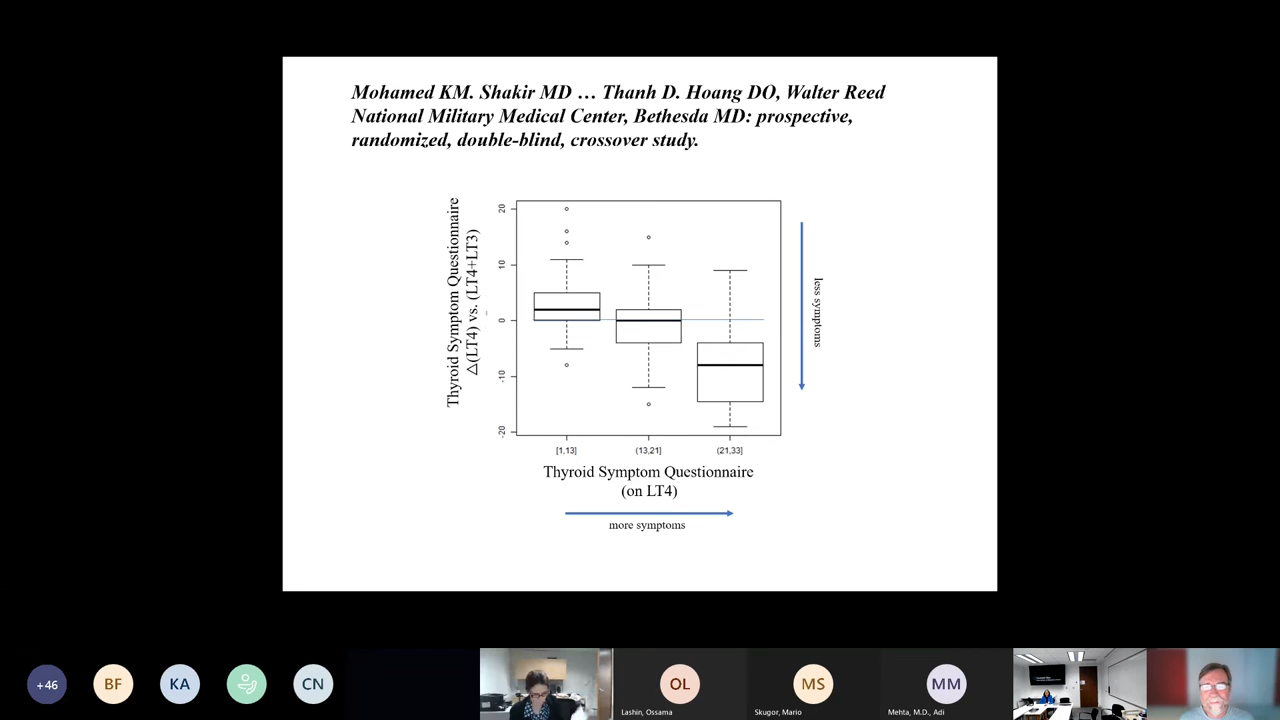 Mohamed KM. Shakir MD … Thanh D. Hoang DO, Walter Reed
National Military Medical Center, Bethesda MD: prospective,
randomized, double-blind, crossover study.
Thyroid Symptom Questionnaire
△(LT4) vs. (LT4+LT3)
20
10
0
-10
-20
less symptoms
[1,13]
(13,21]
(21,33]
Thyroid Symptom Questionnaire
(on LT4)
more symptoms
+46
BF
KA
CN
OL
Lashin, Ossama
MS
Skugor, Mario
MM
Mehta, M.D., Adi